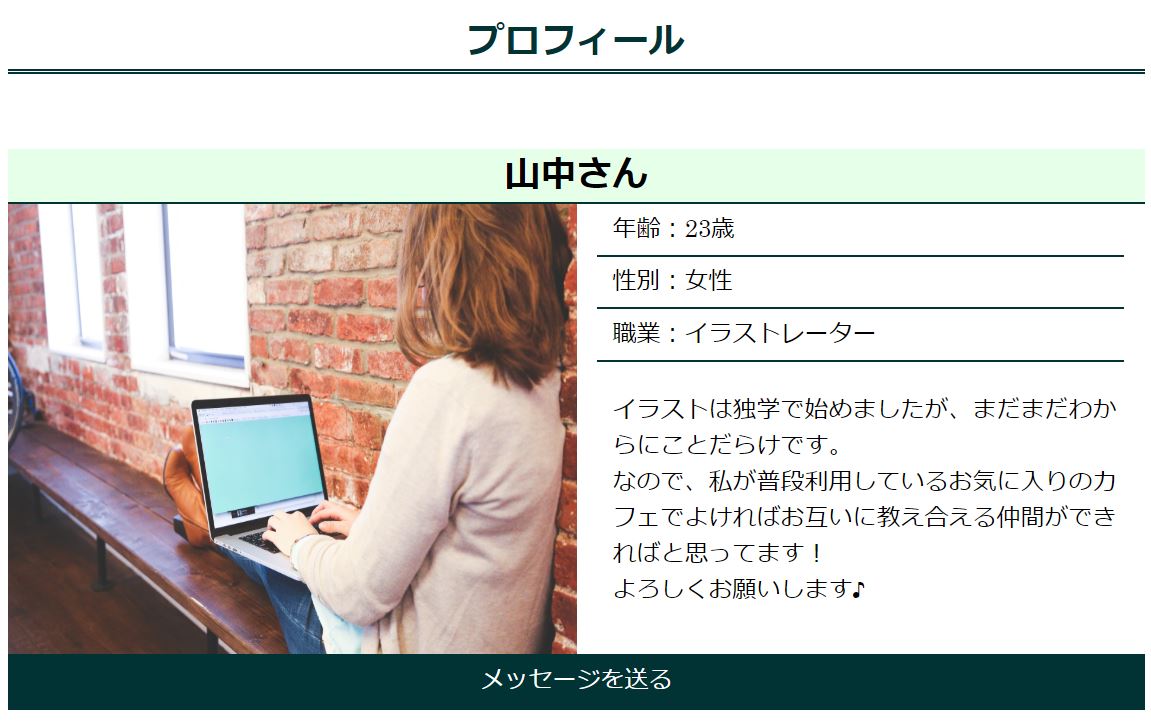 プロフィール
山中さん
年齢：23歳
性別：女性
職業：イラストレーター
イラストは独学で始めましたが、まだまだわか
らにことだらけです。
なので、私が普段利用しているお気に入りのカ
フェでよければお互いに教え合える仲間ができ
ればと思ってます！
よろしくお願いします♪
メッセージを送る